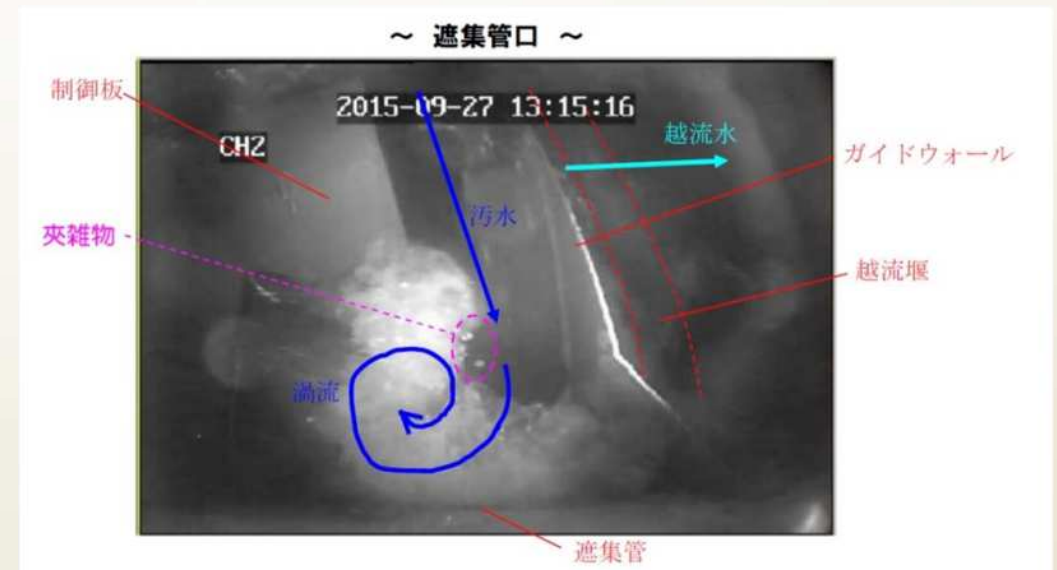 ～ 遮集管口 ～
制御板
2015-09-27 13:15:16
越流水
CH2
ガイドウォール
汚水
夾雑物
越流堰
渦流
遮集管